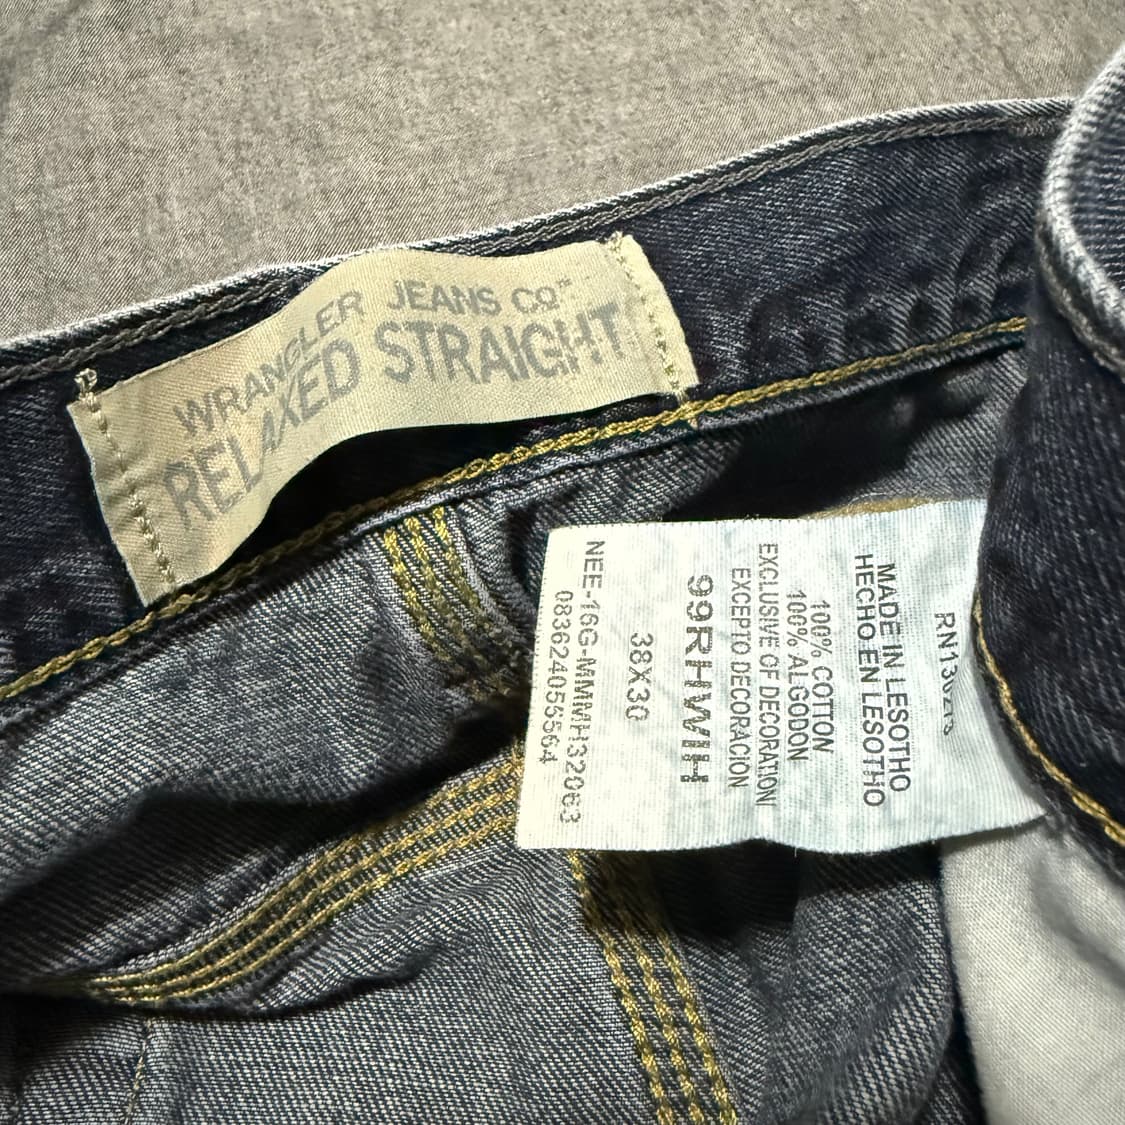 WRANGLER JEANS CO™
RELAXED STRAIGHT
MADE IN LESOTHO
HECHO EN LESOTHO
100% COTTON
100% ALGODON
EXCLUSIVE OF DECORATION
EXCEPTO DECORACION
99RHWIH
38X30
NEE-16G-MMMH32063
083624055564